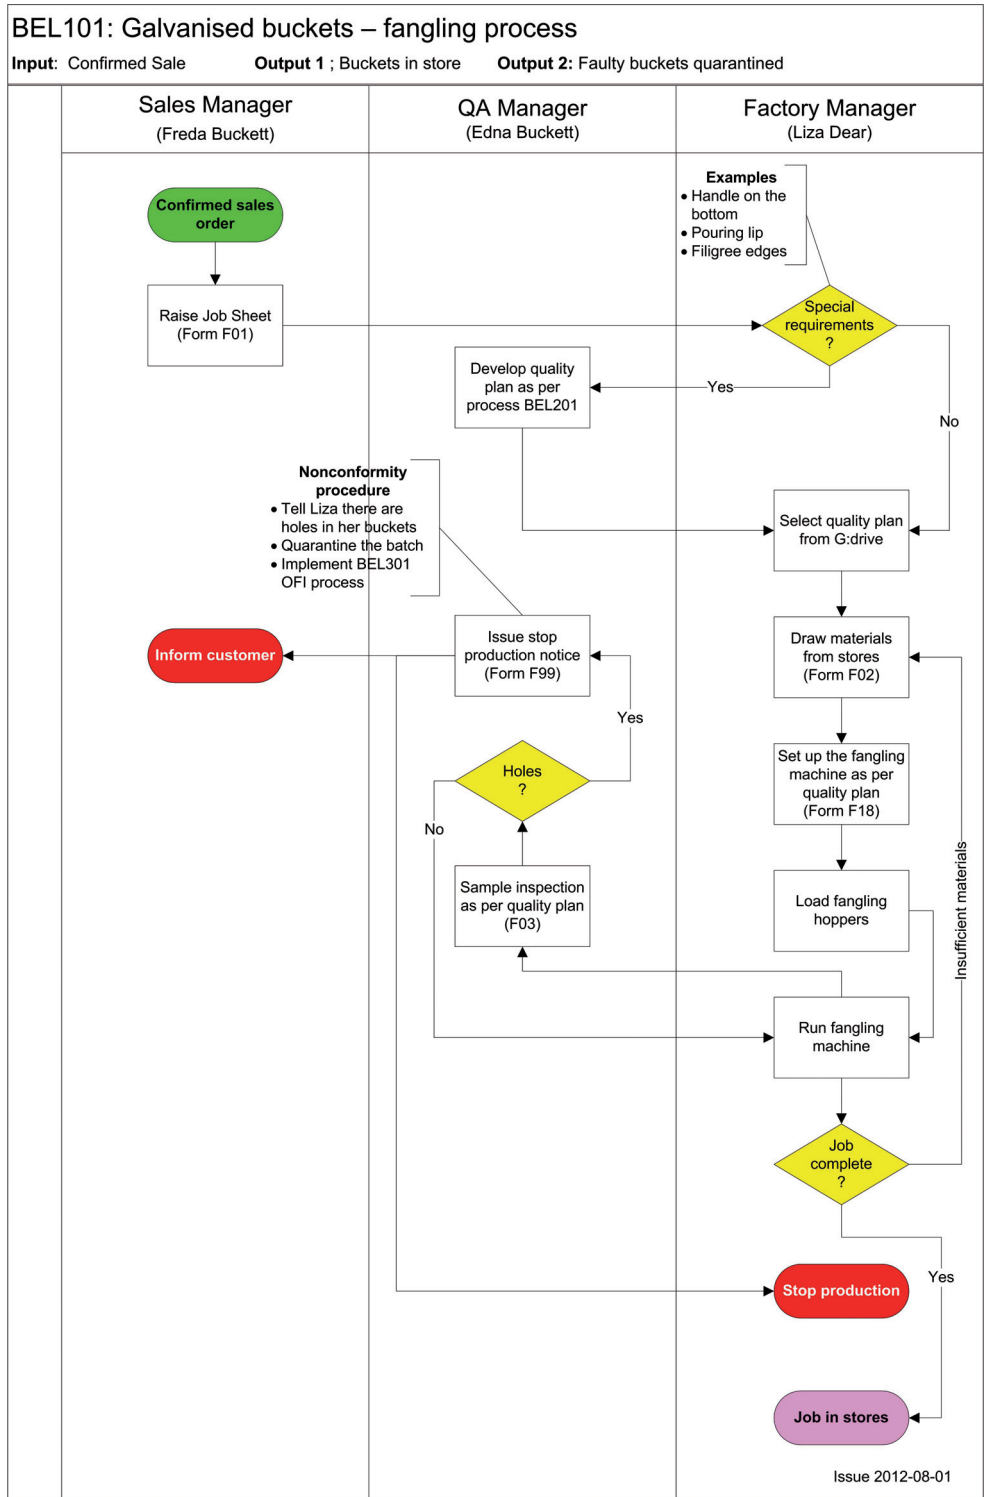 BEL101: Galvanised buckets – fangling process
Input: Confirmed Sale Output 1 ; Buckets in store Output 2: Faulty buckets quarantined
Sales Manager
(Freda Buckett)
QA Manager
(Edna Buckett)
Factory Manager
(Liza Dear)
Examples
• Handle on the
bottom
• Pouring lip
• Filigree edges
Confirmed sales
order
Raise Job Sheet
(Form F01)
Special
requirements
?
Yes
No
Develop quality
plan as per
process BEL201
Select quality plan
from G:drive
Nonconformity
procedure
• Tell Liza there are
holes in her buckets
• Quarantine the batch
• Implement BEL301
OFI process
Inform customer
Issue stop
production notice
(Form F99)
Draw materials
from stores
(Form F02)
Yes
Holes
?
No
Set up the fangling
machine as per
quality plan
(Form F18)
Sample inspection
as per quality plan
(F03)
Load fangling
hoppers
Insufficient materials
Run fangling
machine
Job
complete
?
Yes
Stop production
Job in stores
Issue 2012-08-01